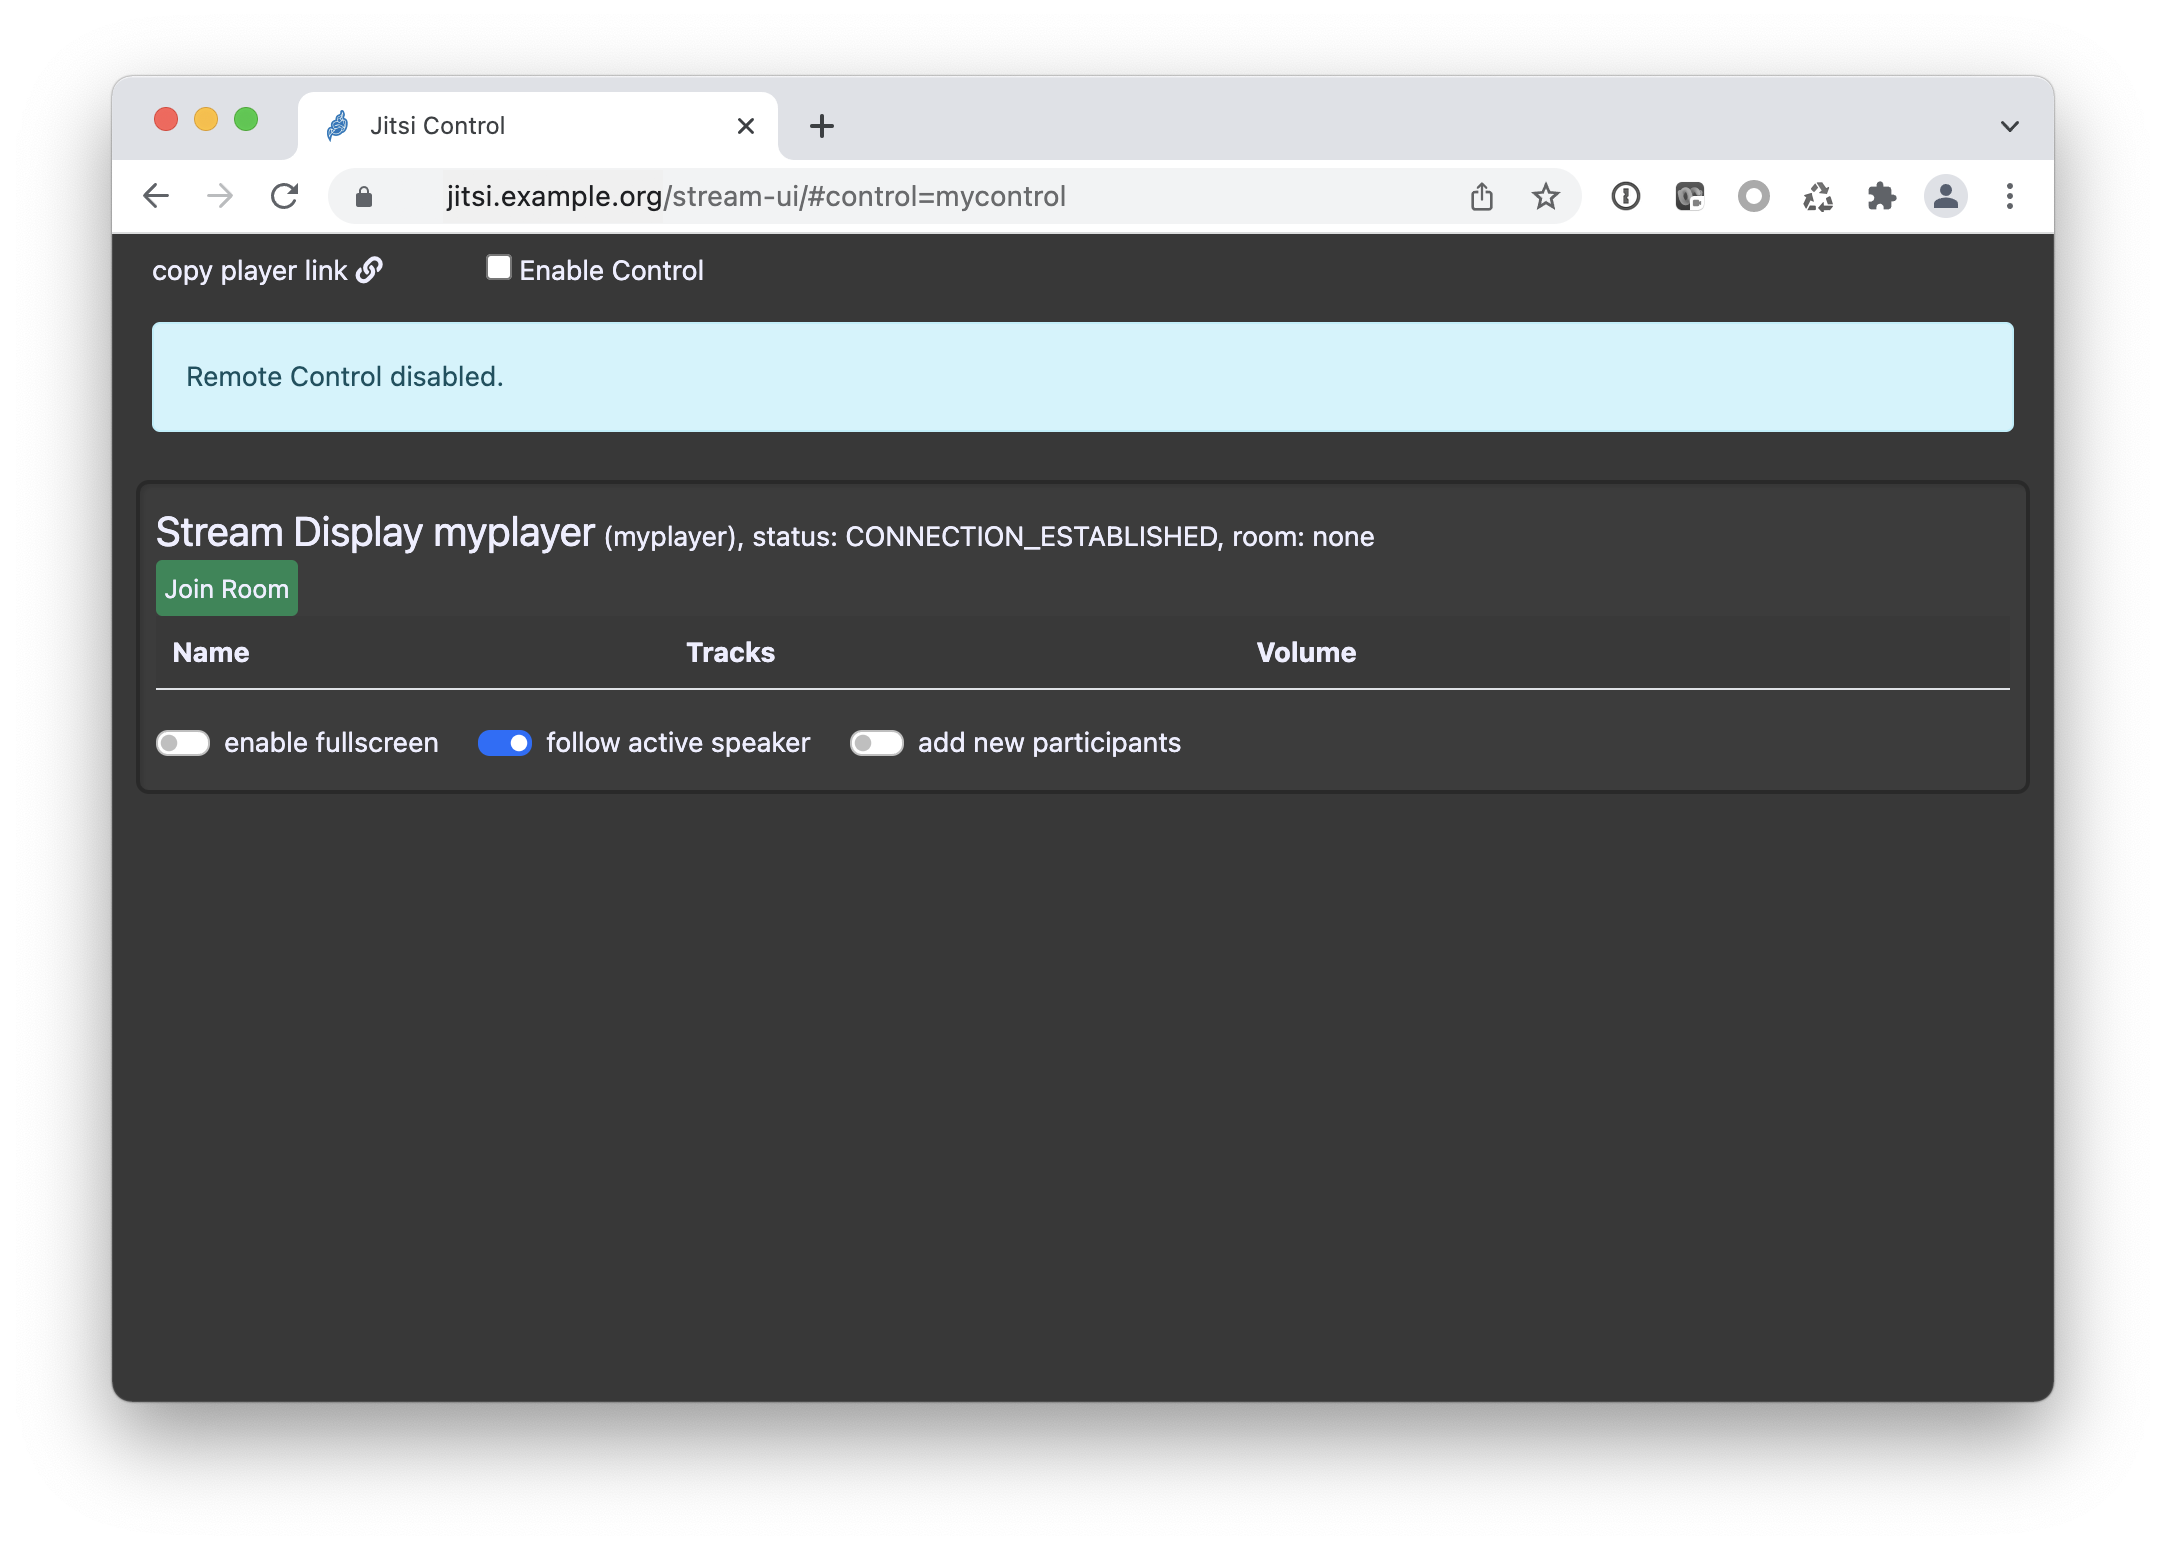 Jitsi Control
jitsi.example.org/stream-ui/#control=mycontrol
copy player link Enable Control
Remote Control disabled.
Stream Display myplayer (myplayer), status: CONNECTION_ESTABLISHED, room: none
Join Room
Name Tracks Volume
enable fullscreen follow active speaker add new participants